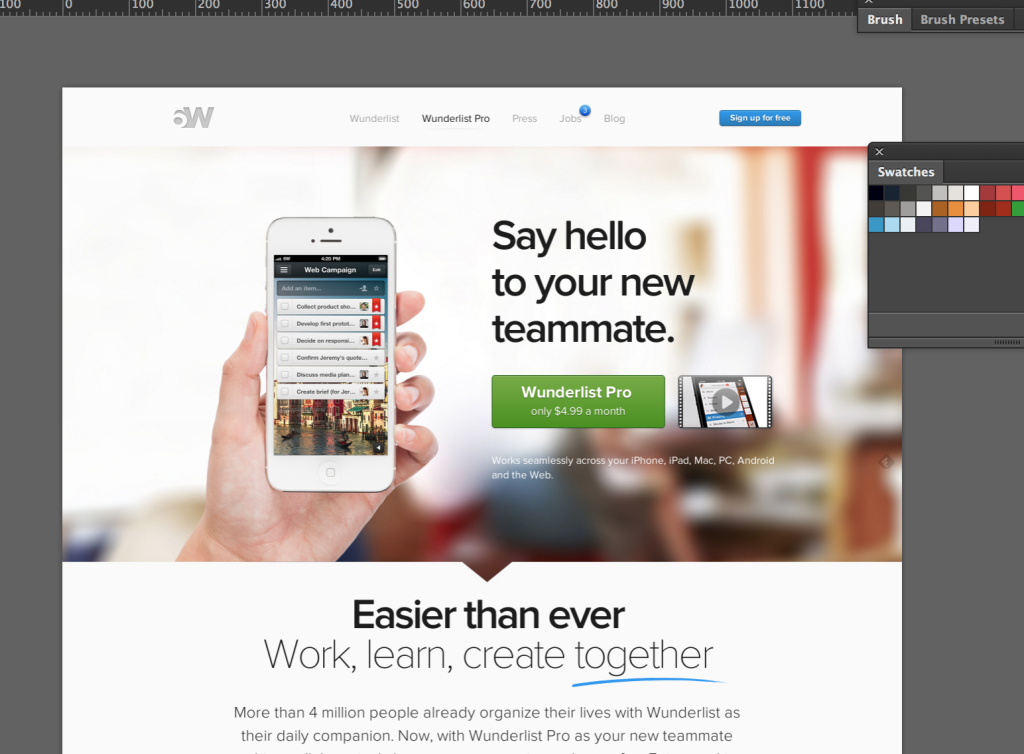 100 0 100 200 300 400 500 600 700 800 900 1000 1100
Brush Brush Presets
Swatches
Wunderlist Wunderlist Pro Press Jobs 3 Blog
Sign up for free
Say hello
to your new
teammate.
4:20 PM
Web Campaign Edit
Add an item...
Collect product sho...
Develop first protot...
Decide on responsi...
Confirm Jeremy's quote...
Discuss media plan...
Create brief (for Jer...
Wunderlist Pro
only $4.99 a month
Works seamlessly across your iPhone, iPad, Mac, PC, Android
and the Web.
Easier than ever
Work, learn, create together
More than 4 million people already organize their lives with Wunderlist as
their daily companion. Now, with Wunderlist Pro as your new teammate